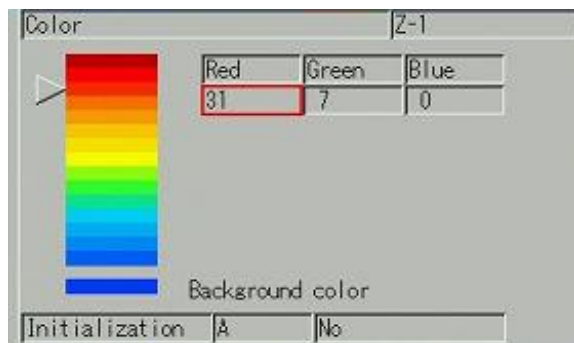 Color Z-1
Red Green Blue
31 7 0
Background color
Initialization A No